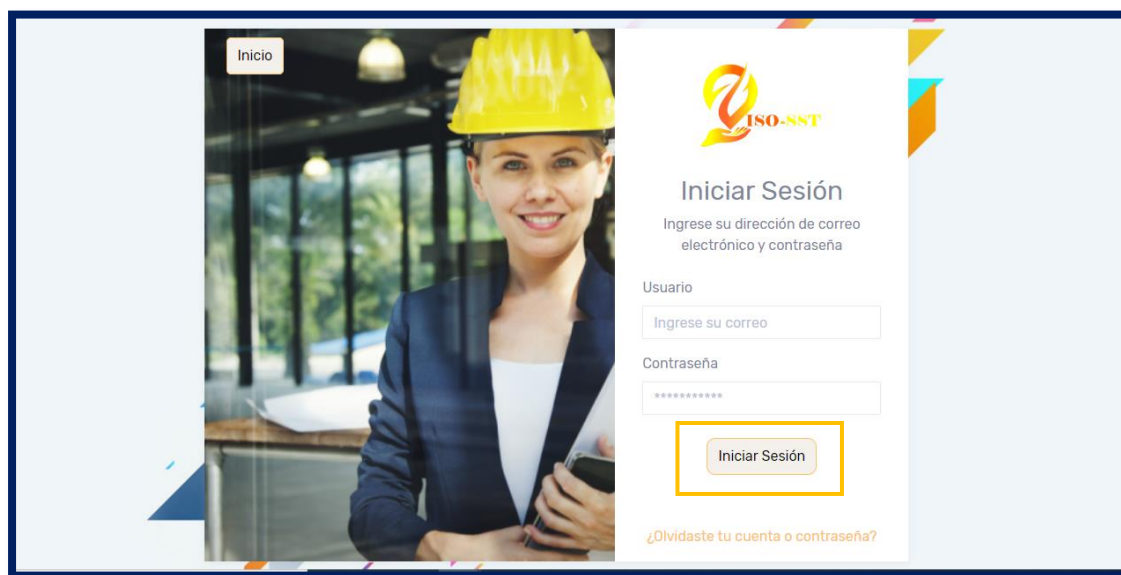 Inicio
ISO-SST
Iniciar Sesión
Ingrese su dirección de correo
electrónico y contraseña
Usuario
Ingrese su correo
Contraseña
***********
Iniciar Sesión
¿Olvidaste tu cuenta o contraseña?